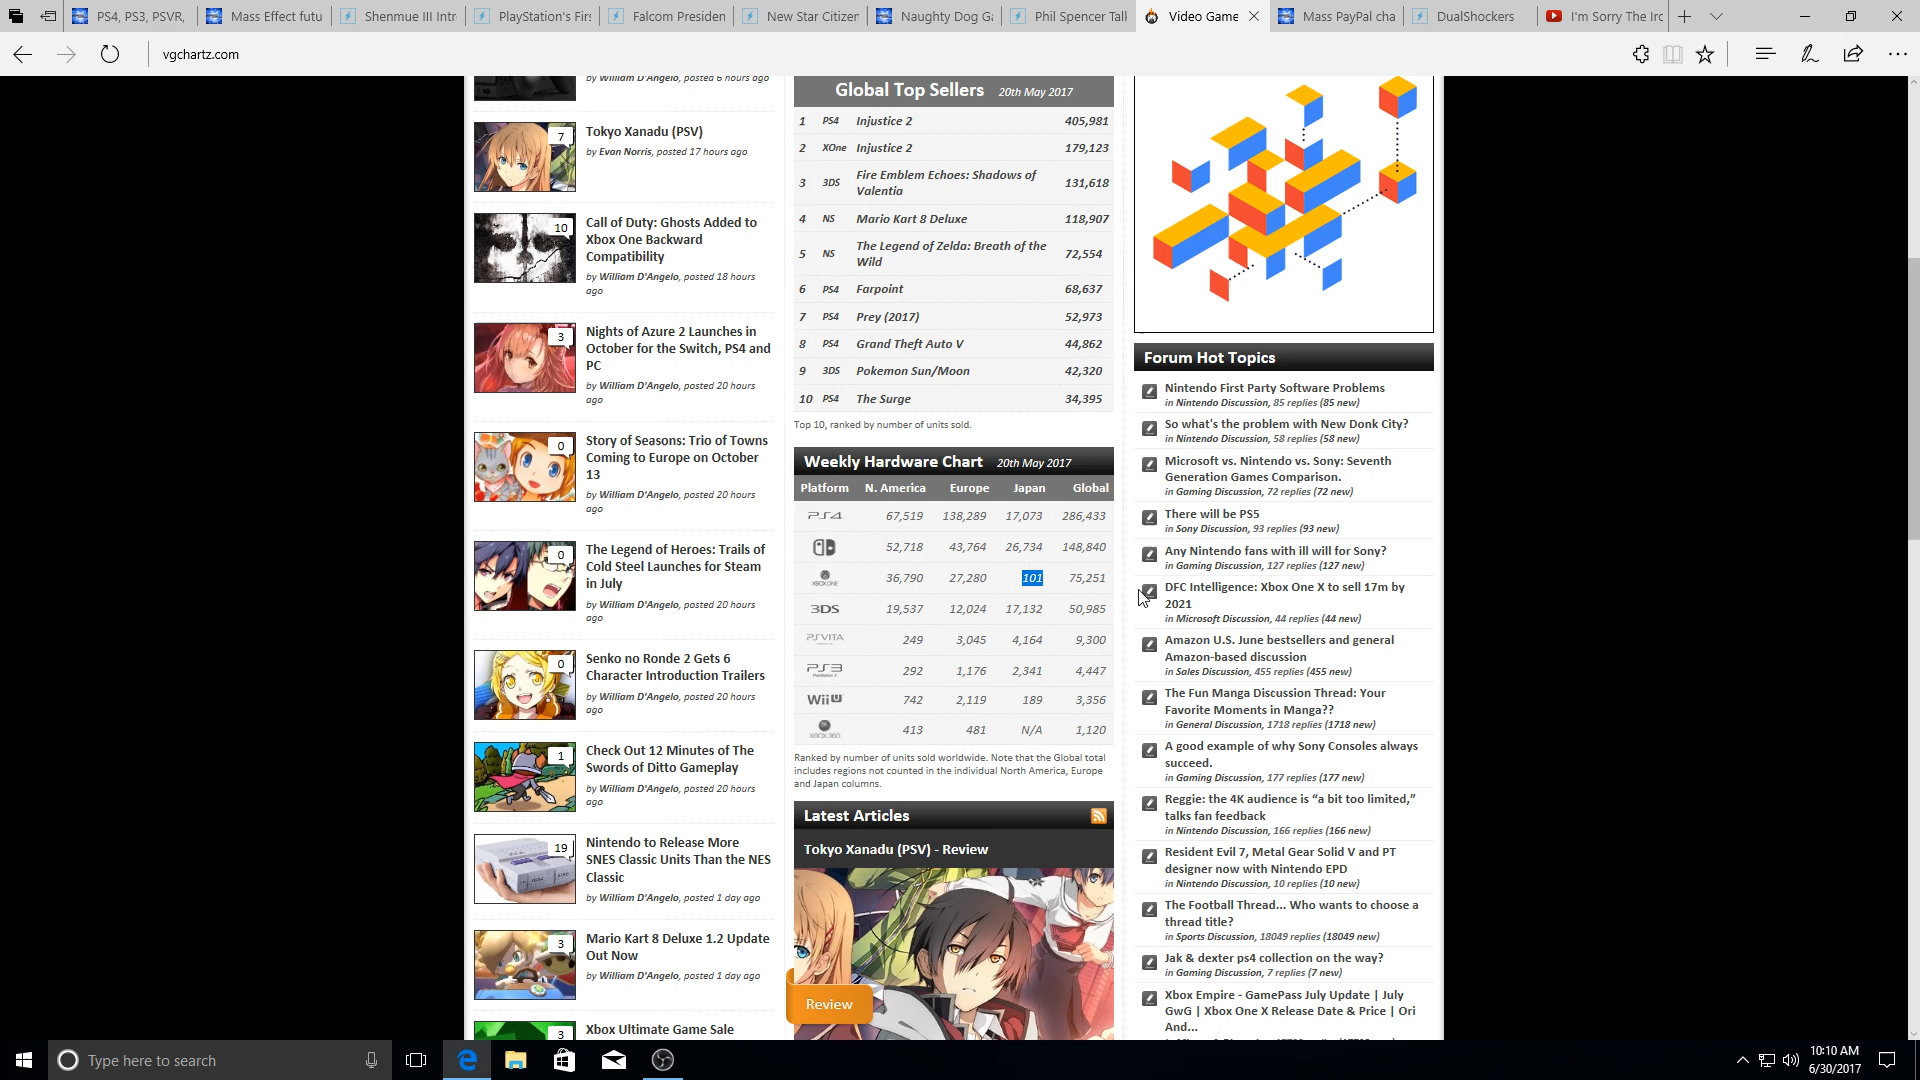 PS4, PS3, PSVR,
Mass Effect futu
Shenmue III Intr
PlayStation's Firs
Falcom Presiden
New Star Citizen
Naughty Dog Ga
Phil Spencer Talk
Video Game
Mass PayPal cha
DualShockers
I'm Sorry The Irc
vgchartz.com
by William D'Angelo, posted 6 hours ago
7
Tokyo Xanadu (PSV)
by Evan Norris, posted 17 hours ago
10
Call of Duty: Ghosts Added to
Xbox One Backward
Compatibility
by William D'Angelo, posted 18 hours
ago
3
Nights of Azure 2 Launches in
October for the Switch, PS4 and
PC
by William D'Angelo, posted 20 hours
ago
0
Story of Seasons: Trio of Towns
Coming to Europe on October
13
by William D'Angelo, posted 20 hours
ago
0
The Legend of Heroes: Trails of
Cold Steel Launches for Steam
in July
by William D'Angelo, posted 20 hours
ago
0
Senko no Ronde 2 Gets 6
Character Introduction Trailers
by William D'Angelo, posted 20 hours
ago
1
Check Out 12 Minutes of The
Swords of Ditto Gameplay
by William D'Angelo, posted 20 hours
ago
19
Nintendo to Release More
SNES Classic Units Than the NES
Classic
by William D'Angelo, posted 1 day ago
3
Mario Kart 8 Deluxe 1.2 Update
Out Now
by William D'Angelo, posted 1 day ago
3
Xbox Ultimate Game Sale
Global Top Sellers 20th May 2017
1 PS4 Injustice 2 405,981
2 XOne Injustice 2 179,123
3 3DS Fire Emblem Echoes: Shadows of
Valentia 131,618
4 NS Mario Kart 8 Deluxe 118,907
5 NS The Legend of Zelda: Breath of the
Wild 72,554
6 PS4 Farpoint 68,637
7 PS4 Prey (2017) 52,973
8 PS4 Grand Theft Auto V 44,862
9 3DS Pokemon Sun/Moon 42,320
10 PS4 The Surge 34,395
Top 10, ranked by number of units sold.
Weekly Hardware Chart 20th May 2017
Platform N. America Europe Japan Global
PS4 67,519 138,289 17,073 286,433
52,718 43,764 26,734 148,840
XBOX ONE 36,790 27,280 101 75,251
3DS 19,537 12,024 17,132 50,985
PSVITA 249 3,045 4,164 9,300
PS3 292 1,176 2,341 4,447
WiiU 742 2,119 189 3,356
XBOX 360 413 481 N/A 1,120
Ranked by number of units sold worldwide. Note that the Global total
includes regions not counted in the individual North America, Europe
and Japan columns.
Latest Articles
Tokyo Xanadu (PSV) - Review
Review
Forum Hot Topics
Nintendo First Party Software Problems
in Nintendo Discussion, 85 replies (85 new)
So what's the problem with New Donk City?
in Nintendo Discussion, 58 replies (58 new)
Microsoft vs. Nintendo vs. Sony: Seventh
Generation Games Comparison.
in Gaming Discussion, 72 replies (72 new)
There will be PS5
in Sony Discussion, 93 replies (93 new)
Any Nintendo fans with ill will for Sony?
in Gaming Discussion, 127 replies (127 new)
DFC Intelligence: Xbox One X to sell 17m by
2021
in Microsoft Discussion, 44 replies (44 new)
Amazon U.S. June bestsellers and general
Amazon-based discussion
in Sales Discussion, 455 replies (455 new)
The Fun Manga Discussion Thread: Your
Favorite Moments in Manga??
in General Discussion, 1718 replies (1718 new)
A good example of why Sony Consoles always
succeed.
in Gaming Discussion, 177 replies (177 new)
Reggie: the 4K audience is “a bit too limited,”
talks fan feedback
in Nintendo Discussion, 166 replies (166 new)
Resident Evil 7, Metal Gear Solid V and PT
designer now with Nintendo EPD
in Nintendo Discussion, 10 replies (10 new)
The Football Thread... Who wants to choose a
thread title?
in Sports Discussion, 18049 replies (18049 new)
Jak & dexter ps4 collection on the way?
in Gaming Discussion, 7 replies (7 new)
Xbox Empire - GamePass July Update | July
GwG | Xbox One X Release Date & Price | Ori
And...
Type here to search
10:10 AM
6/30/2017